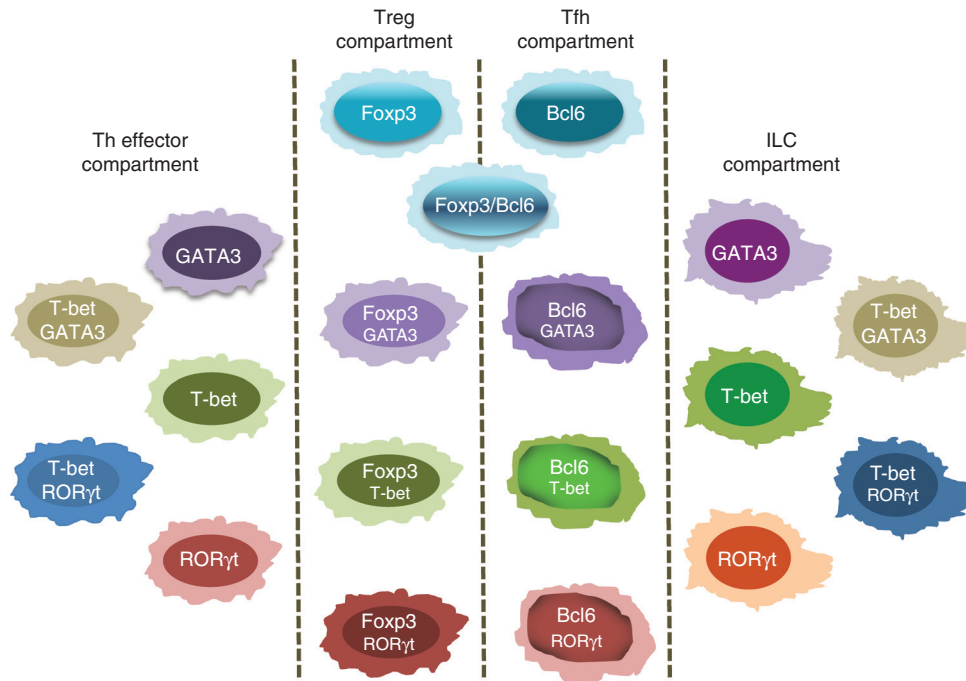 Treg
compartment
Tfh
compartment
Th effector
compartment
ILC
compartment
Foxp3
Bcl6
Foxp3/Bcl6
GATA3
T-bet
GATA3
T-bet
T-bet
RORγt
RORγt
Foxp3
GATA3
Foxp3
T-bet
Foxp3
RORγt
Bcl6
GATA3
Bcl6
T-bet
Bcl6
RORγt
GATA3
T-bet
GATA3
T-bet
T-bet
RORγt
RORγt